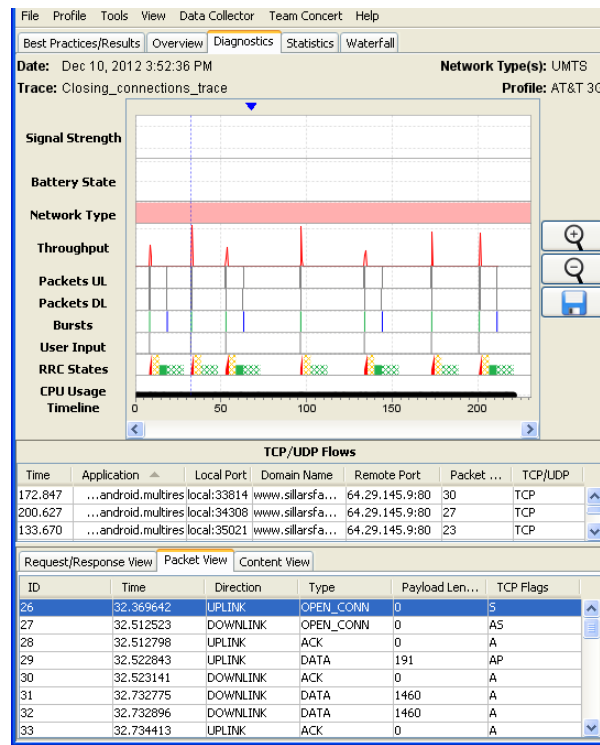 File Profile Tools View Data Collector Team Concert Help
Best Practices/Results Overview Diagnostics Statistics Waterfall
Date: Dec 10, 2012 3:52:36 PM Network Type(s): UMTS
Trace: Closing_connections_trace Profile: AT&T 3G
Signal Strength
Battery State
Network Type
Throughput
Packets UL
Packets DL
Bursts
User Input
RRC States
CPU Usage
Timeline 0 50 100 150 200
TCP/UDP Flows
Time Application Local Port Domain Name Remote Port Packet ... TCP/UDP
172.847 ...android.multires local:33814 www.sillarsfa... 64.29.145.9:80 30 TCP
200.627 ...android.multires local:34308 www.sillarsfa... 64.29.145.9:80 27 TCP
133.670 ...android.multires local:35021 www.sillarsfa... 64.29.145.9:80 23 TCP
Request/Response View Packet View Content View
ID Time Direction Type Payload Len... TCP Flags
26 32.369642 UPLINK OPEN_CONN 0 S
27 32.512523 DOWNLINK OPEN_CONN 0 AS
28 32.512798 UPLINK ACK 0 A
29 32.522843 UPLINK DATA 191 AP
30 32.523141 DOWNLINK ACK 0 A
31 32.732775 DOWNLINK DATA 1460 A
32 32.732896 DOWNLINK DATA 1460 A
33 32.734413 UPLINK ACK 0 A